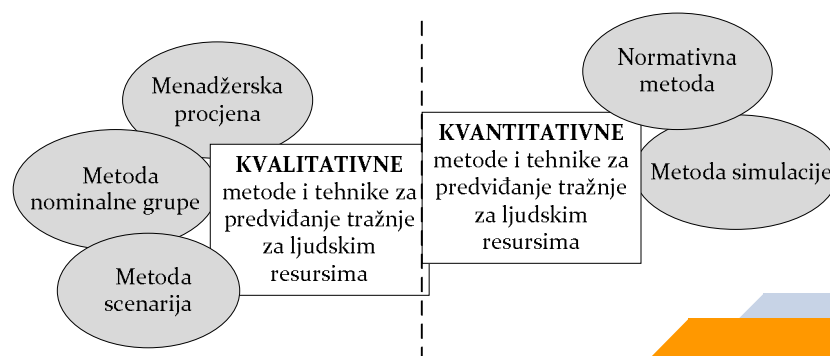 Menadžerska
procjena
Metoda
nominalne grupe
Metoda
scenarija
KVALITATIVNE
metode i tehnike za
predviđanje tražnje
za ljudskim
resursima
KVANTITATIVNE
metode i tehnike za
predviđanje tražnje
za ljudskim
resursima
Normativna
metoda
Metoda simulacije